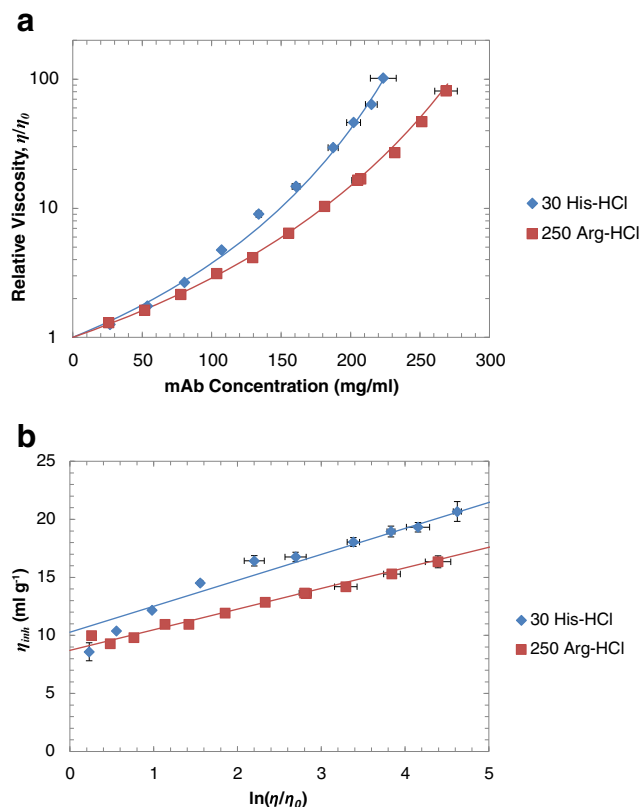 a
Relative Viscosity, η/η0
100
10
1
0 50 100 150 200 250 300
mAb Concentration (mg/ml)
30 His-HCl
250 Arg-HCl
b
ηinh (ml g-1)
25
20
15
10
5
0
0 1 2 3 4 5
ln(η/η0)
30 His-HCl
250 Arg-HCl